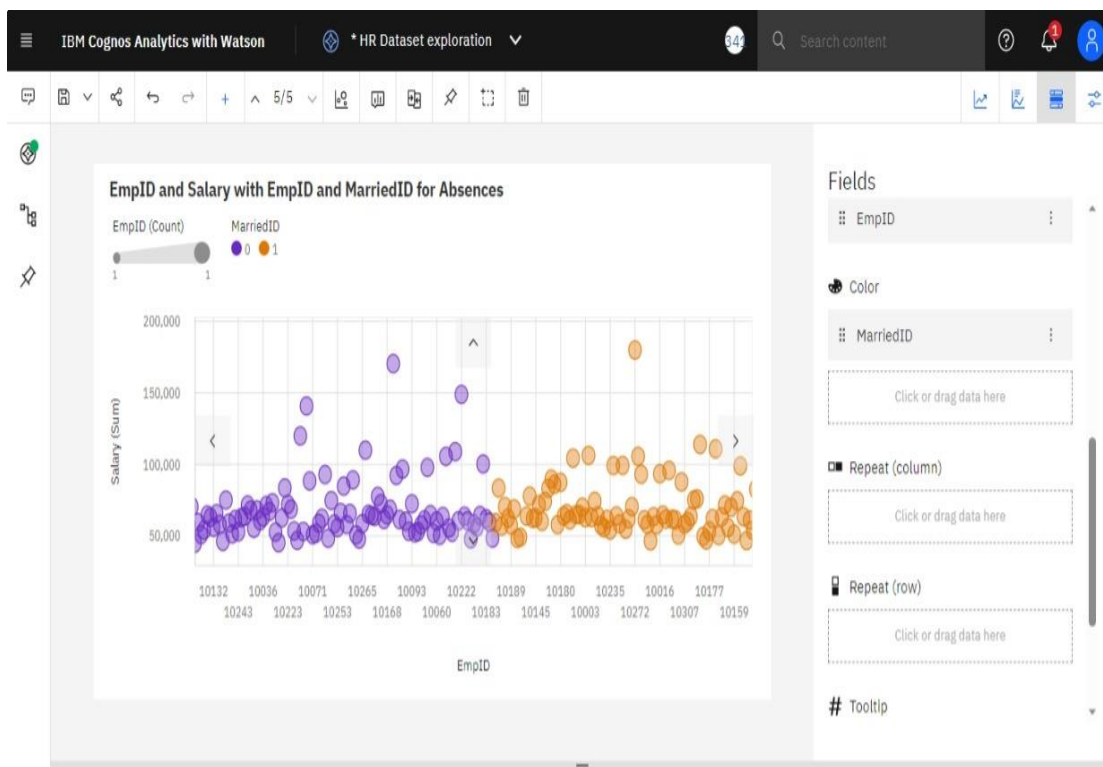 IBM Cognos Analytics with Watson
* HR Dataset exploration
341
Search content
1
5/5
EmpID and Salary with EmpID and MarriedID for Absences
EmpID (Count)
MarriedID
0 1
1 1
Salary (Sum)
200,000
150,000
100,000
50,000
10132 10036 10071 10265 10093 10222 10189 10180 10235 10016 10177
10243 10223 10253 10168 10060 10183 10145 10003 10272 10307 10159
EmpID
Fields
EmpID
Color
MarriedID
Click or drag data here
Repeat (column)
Click or drag data here
Repeat (row)
Click or drag data here
# Tooltip